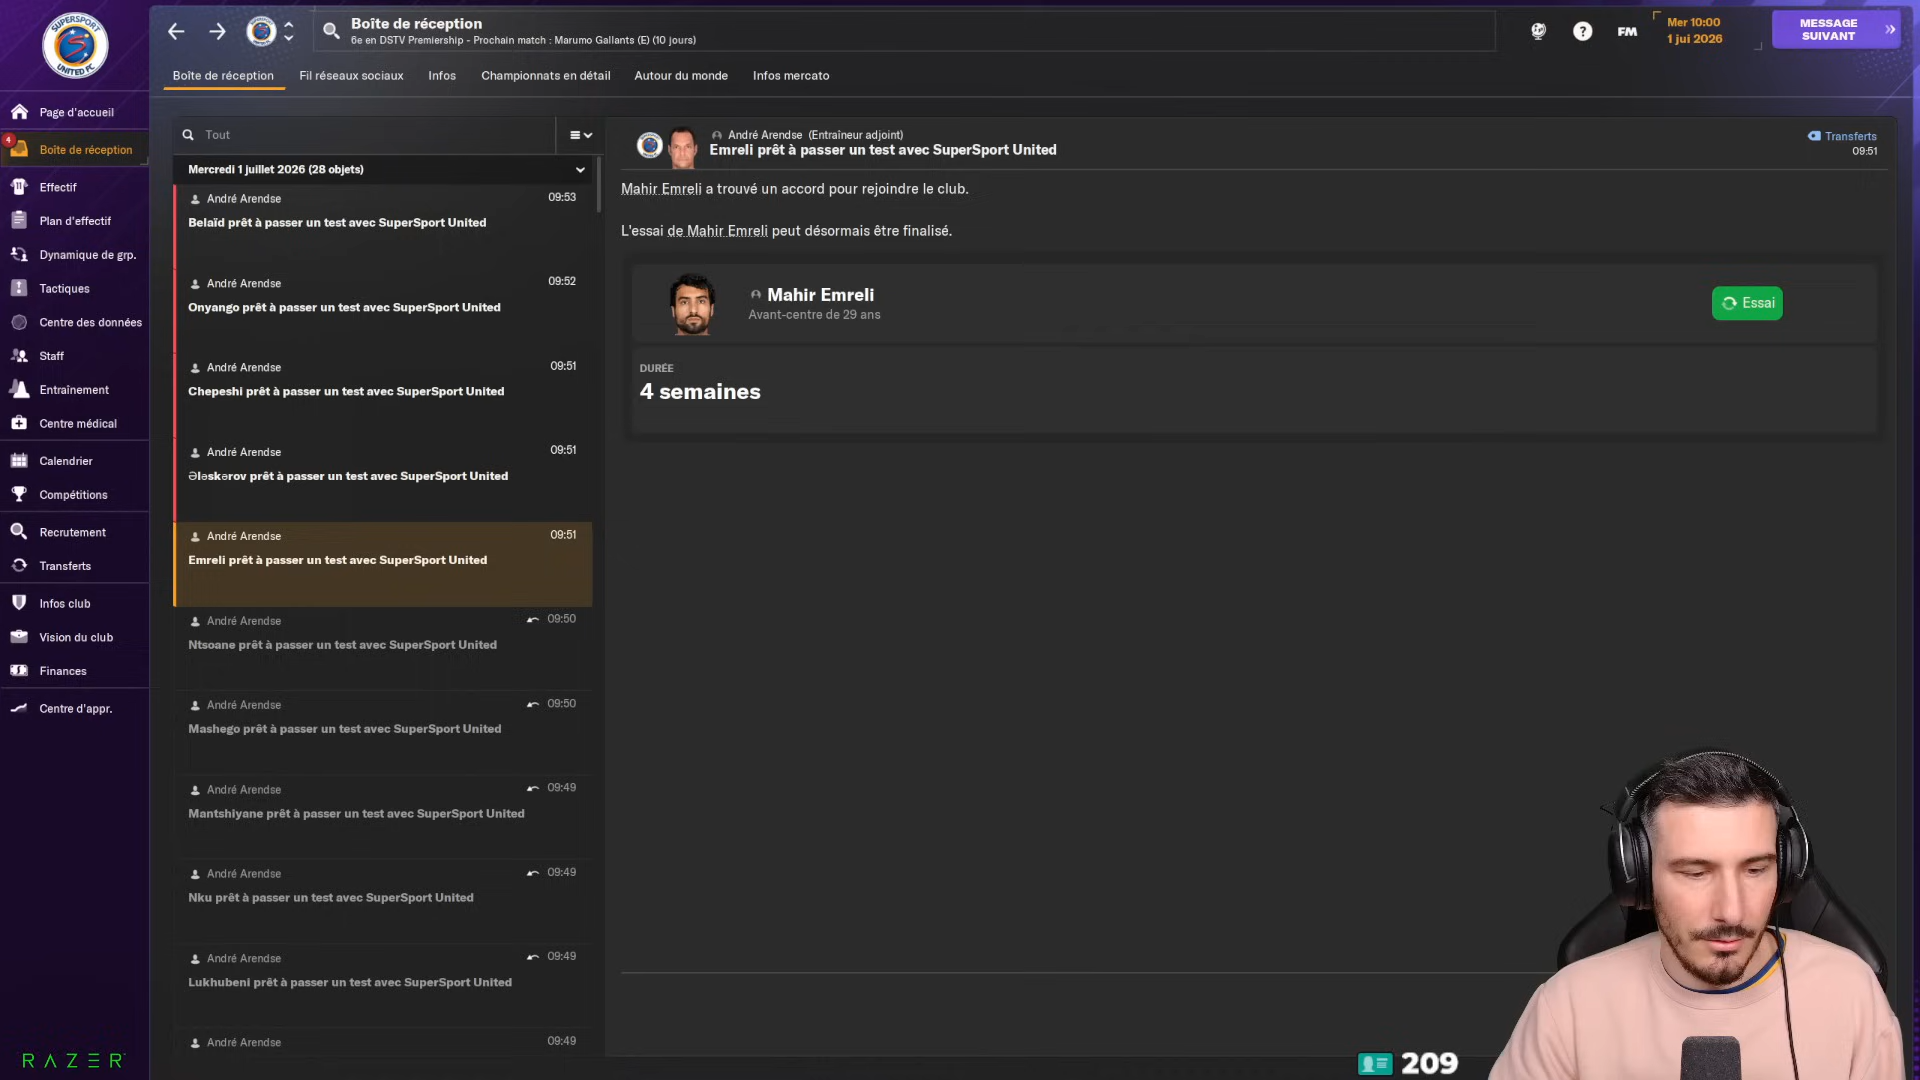 SUPERSPORT
UNITED FC
Boîte de réception
6e en DSTV Premiership - Prochain match : Marumo Gallants (E) (10 jours)
FM
Mer 10:00
1 jui 2026
MESSAGE
SUIVANT
Boîte de réception
Fil réseaux sociaux
Infos
Championnats en détail
Autour du monde
Infos mercato
Page d'accueil
4
Boîte de réception
Effectif
Plan d'effectif
Dynamique de grp.
Tactiques
Centre des données
Staff
Entraînement
Centre médical
Calendrier
Compétitions
Recrutement
Transferts
Infos club
Vision du club
Finances
Centre d'appr.
RAZER
Tout
Mercredi 1 juillet 2026 (28 objets)
André Arendse 09:53
Belaïd prêt à passer un test avec SuperSport United
André Arendse 09:52
Onyango prêt à passer un test avec SuperSport United
André Arendse 09:51
Chepeshi prêt à passer un test avec SuperSport United
André Arendse 09:51
Ələskərov prêt à passer un test avec SuperSport United
André Arendse 09:51
Emreli prêt à passer un test avec SuperSport United
André Arendse 09:50
Ntsoane prêt à passer un test avec SuperSport United
André Arendse 09:50
Mashego prêt à passer un test avec SuperSport United
André Arendse 09:49
Mantshiyane prêt à passer un test avec SuperSport United
André Arendse 09:49
Nku prêt à passer un test avec SuperSport United
André Arendse 09:49
Lukhubeni prêt à passer un test avec SuperSport United
André Arendse 09:49
André Arendse (Entraîneur adjoint)
Emreli prêt à passer un test avec SuperSport United
Transferts
09:51
Mahir Emreli a trouvé un accord pour rejoindre le club.
L'essai de Mahir Emreli peut désormais être finalisé.
Mahir Emreli
Avant-centre de 29 ans
Essai
DURÉE
4 semaines
209